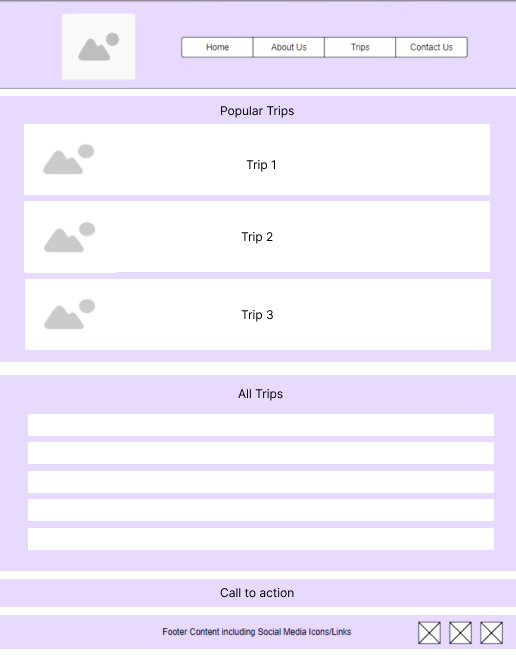 Home
About Us
Trips
Contact Us
Popular Trips
Trip 1
Trip 2
Trip 3
All Trips
Call to action
Footer Content including Social Media Icons/Links